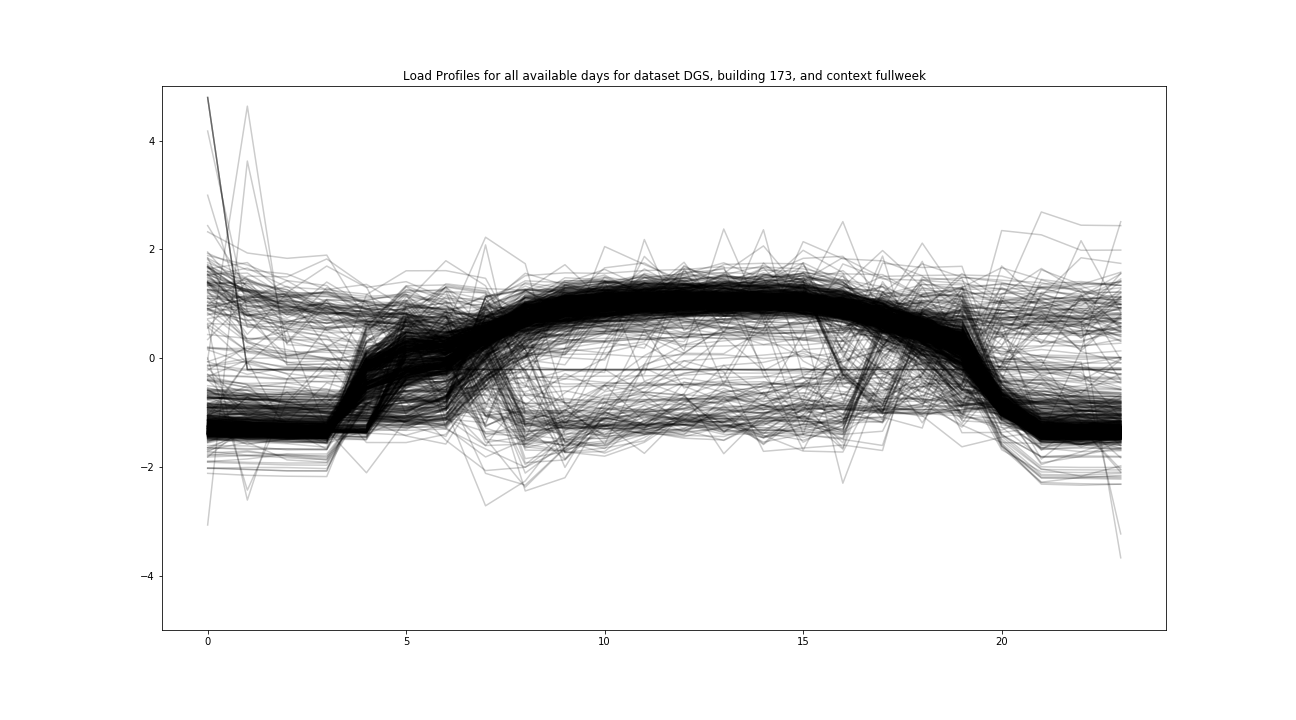 Load Profiles for all available days for dataset DGS, building 173, and context fullweek
4
2
0
−2
−4
0 5 10 15 20